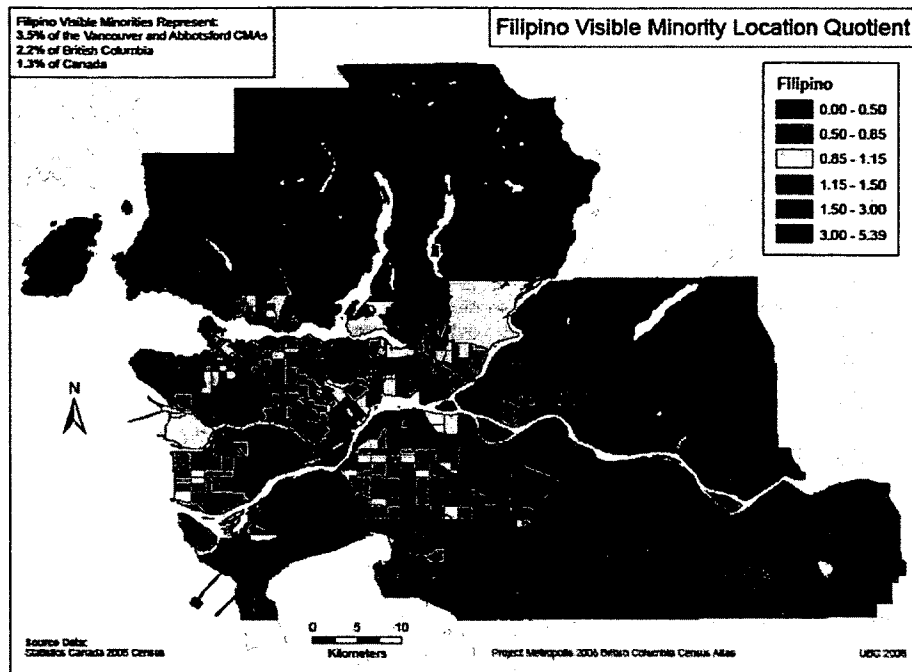 Filipino Visible Minorities Represent:
3.5% of the Vancouver and Abbotsford CMAs
2.2% of British Columbia
1.3% of Canada
Filipino Visible Minority Location Quotient
Filipino
0.00 - 0.50
0.50 - 0.85
0.85 - 1.15
1.15 - 1.50
1.50 - 3.00
3.00 - 5.39
N
0 5 10
Kilometers
Source Data:
Statistics Canada 2006 Census
Project Metropolis 2006 British Columbia Census Atlas
UBC 2008